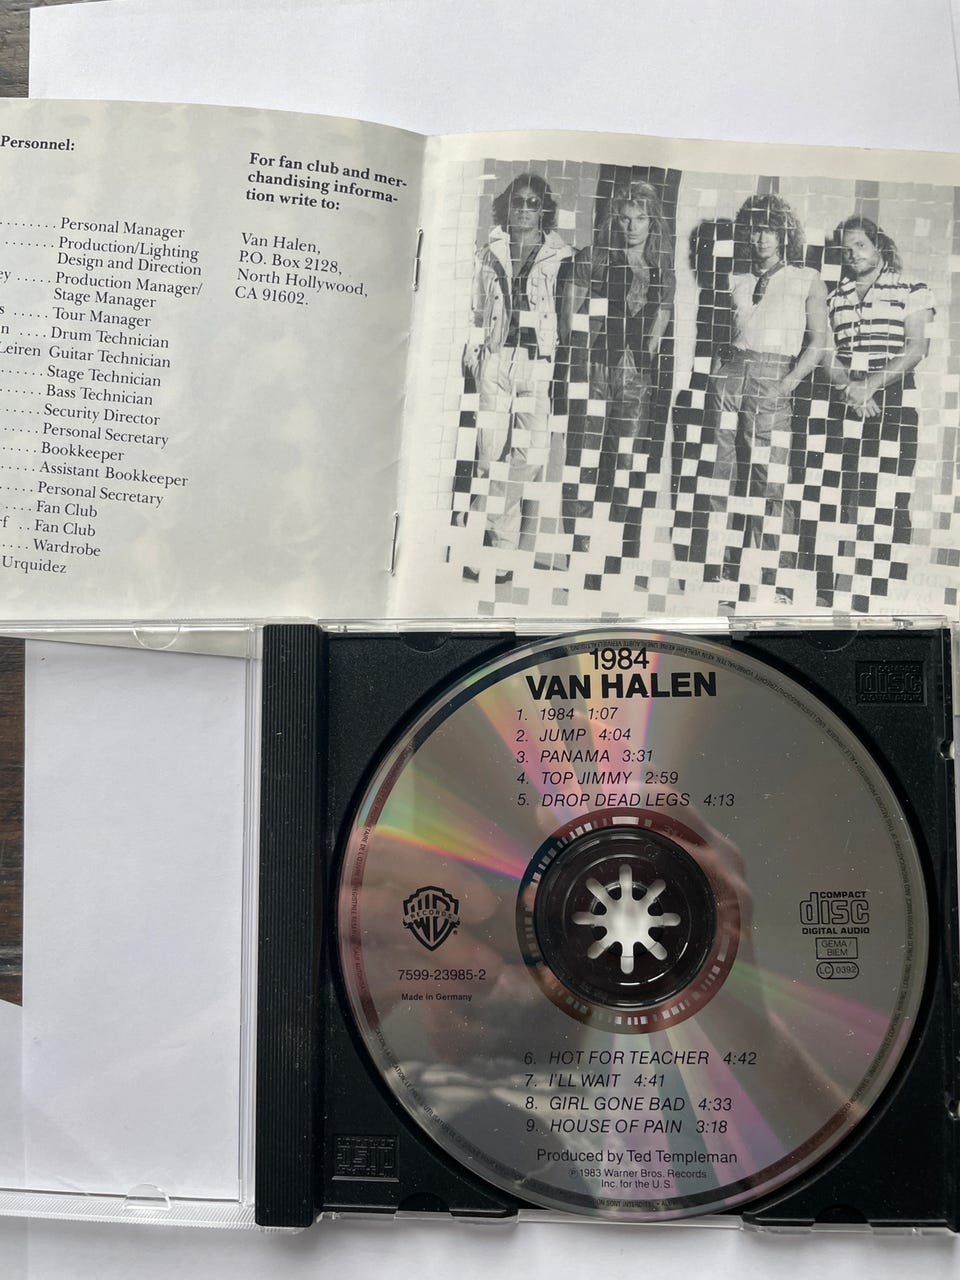 Personnel:
........ Personal Manager
........ Production/Lighting
Design and Direction
ey ..... Production Manager/
Stage Manager
s ..... Tour Manager
n .... Drum Technician
Leiren Guitar Technician
....... Stage Technician
..... Bass Technician
...... Security Director
..... Personal Secretary
...... Bookkeeper
..... Assistant Bookkeeper
..... Personal Secretary
.... Fan Club
rf .. Fan Club
.... Wardrobe
Urquidez
For fan club and mer-
chandising informa-
tion write to:
Van Halen,
P.O. Box 2128,
North Hollywood,
CA 91602.
1984
VAN HALEN
1. 1984 1:07
2. JUMP 4:04
3. PANAMA 3:31
4. TOP JIMMY 2:59
5. DROP DEAD LEGS 4:13
RECORDS
7599-23985-2
Made in Germany
COMPACT
disc
DIGITAL AUDIO
GEMA/
BIEM
LC 0392
6. HOT FOR TEACHER 4:42
7. I'LL WAIT 4:41
8. GIRL GONE BAD 4:33
9. HOUSE OF PAIN 3:18
Produced by Ted Templeman
℗ 1983 Warner Bros. Records
Inc. for the U.S.
COMPACT
disc